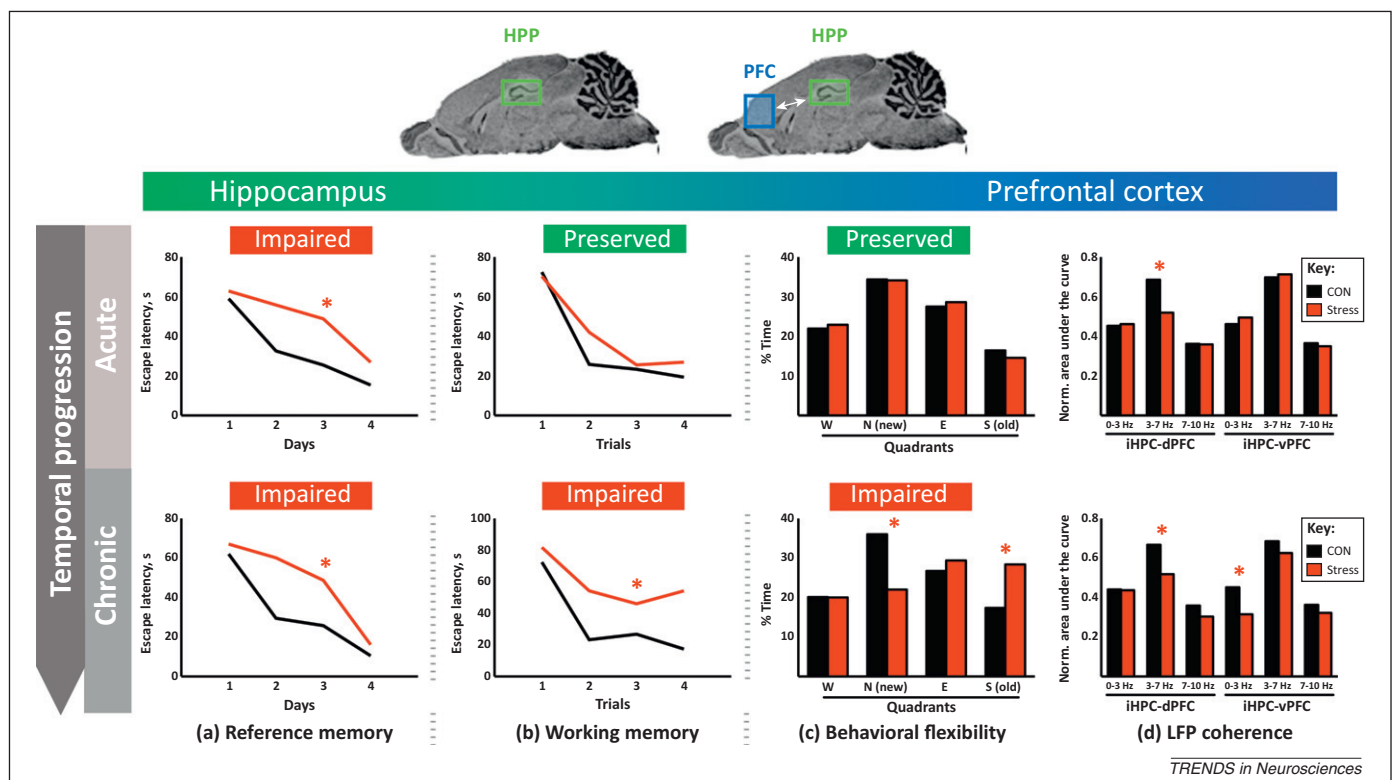 HPP
HPP
PFC
Hippocampus
Prefrontal cortex
Temporal progression
Acute
Chronic
Impaired
80
60
40
20
0
Escape latency, s
*
1 2 3 4
Days
Preserved
80
60
40
20
0
Escape latency, s
1 2 3 4
Trials
Preserved
40
30
20
10
% Time
W N (new) E S (old)
Quadrants
0.8
0.6
0.4
0.2
Norm. area under the curve
*
Key:
CON
Stress
0-3 Hz 3-7 Hz 7-10 Hz 0-3 Hz 3-7 Hz 7-10 Hz
iHPC-dPFC iHPC-vPFC
Impaired
80
60
40
20
0
Escape latency, s
*
1 2 3 4
Days
Impaired
100
80
60
40
20
0
Escape latency, s
*
1 2 3 4
Trials
Impaired
40
30
20
10
% Time
* *
W N (new) E S (old)
Quadrants
0.8
0.6
0.4
0.2
Norm. area under the curve
* *
Key:
CON
Stress
0-3 Hz 3-7 Hz 7-10 Hz 0-3 Hz 3-7 Hz 7-10 Hz
iHPC-dPFC iHPC-vPFC
(a) Reference memory
(b) Working memory
(c) Behavioral flexibility
(d) LFP coherence
TRENDS in Neurosciences